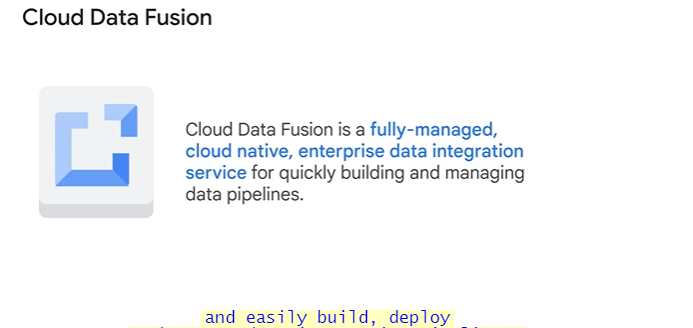 Cloud Data Fusion
Cloud Data Fusion is a fully-managed,
cloud native, enterprise data integration
service for quickly building and managing
data pipelines.
and easily build, deploy